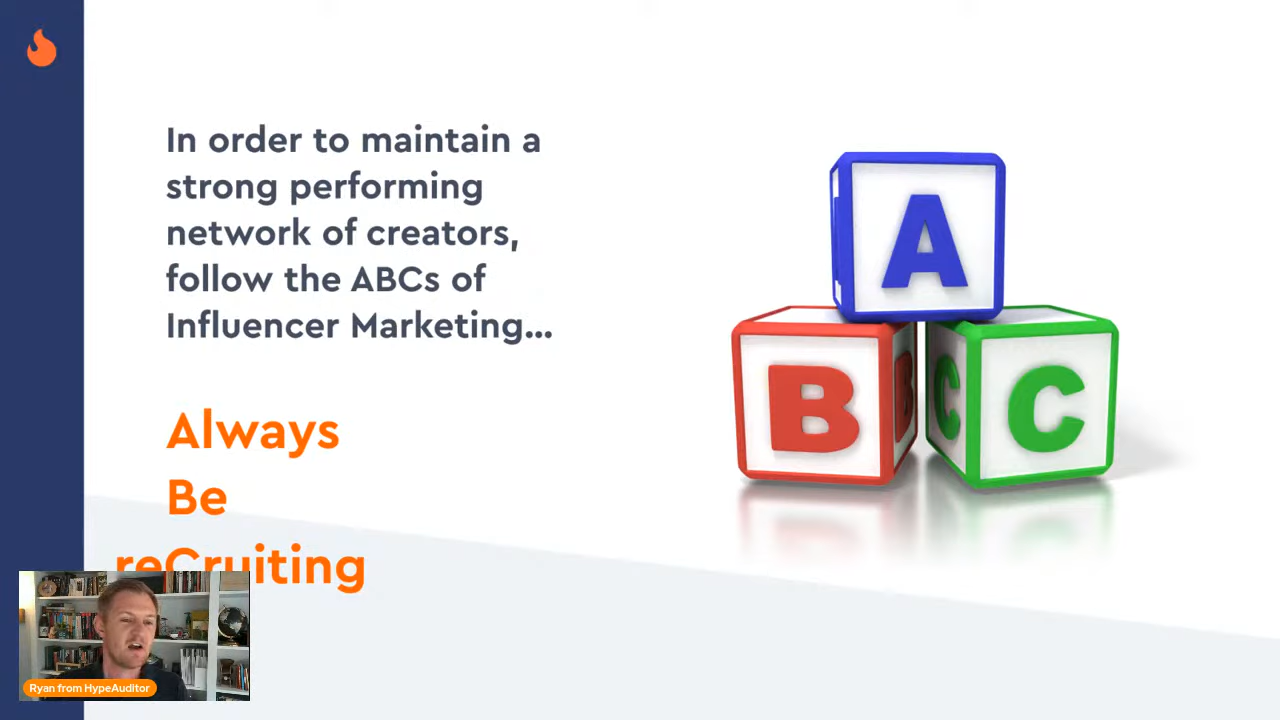 In order to maintain a
strong performing
network of creators,
follow the ABCs of
Influencer Marketing...
Always
Be
reCruiting
A
B
B
C
C
Ryan from HypeAuditor